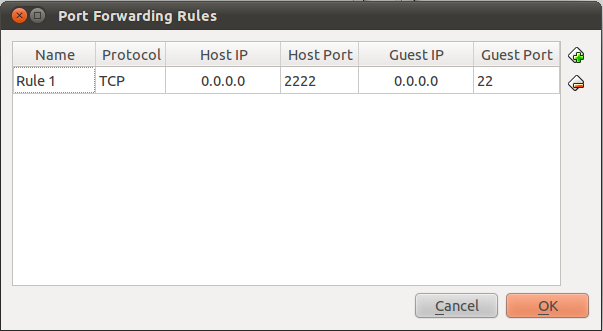 Port Forwarding Rules
Name Protocol Host IP Host Port Guest IP Guest Port
Rule 1 TCP 0.0.0.0 2222 0.0.0.0 22
Cancel OK